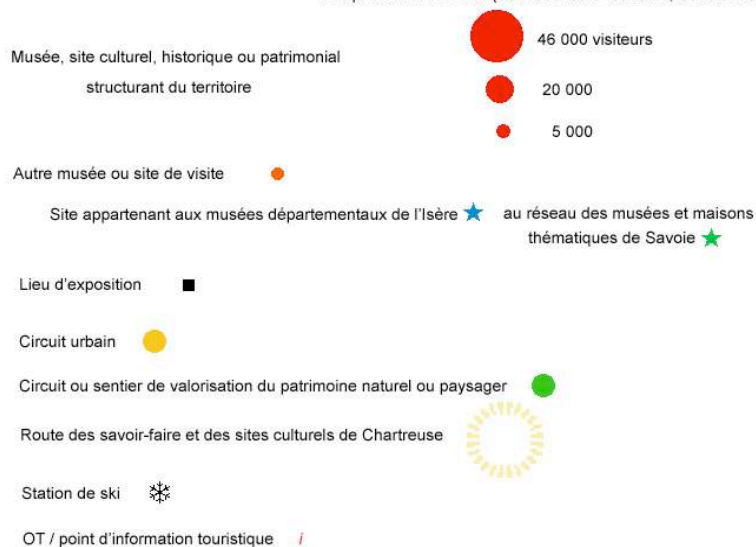 46 000 visiteurs
Musée, site culturel, historique ou patrimonial
structurant du territoire
20 000
5 000
Autre musée ou site de visite
Site appartenant aux musées départementaux de l'Isère au réseau des musées et maisons
thématiques de Savoie
Lieu d'exposition
Circuit urbain
Circuit ou sentier de valorisation du patrimoine naturel ou paysager
Route des savoir-faire et des sites culturels de Chartreuse
Station de ski
OT / point d'information touristique i